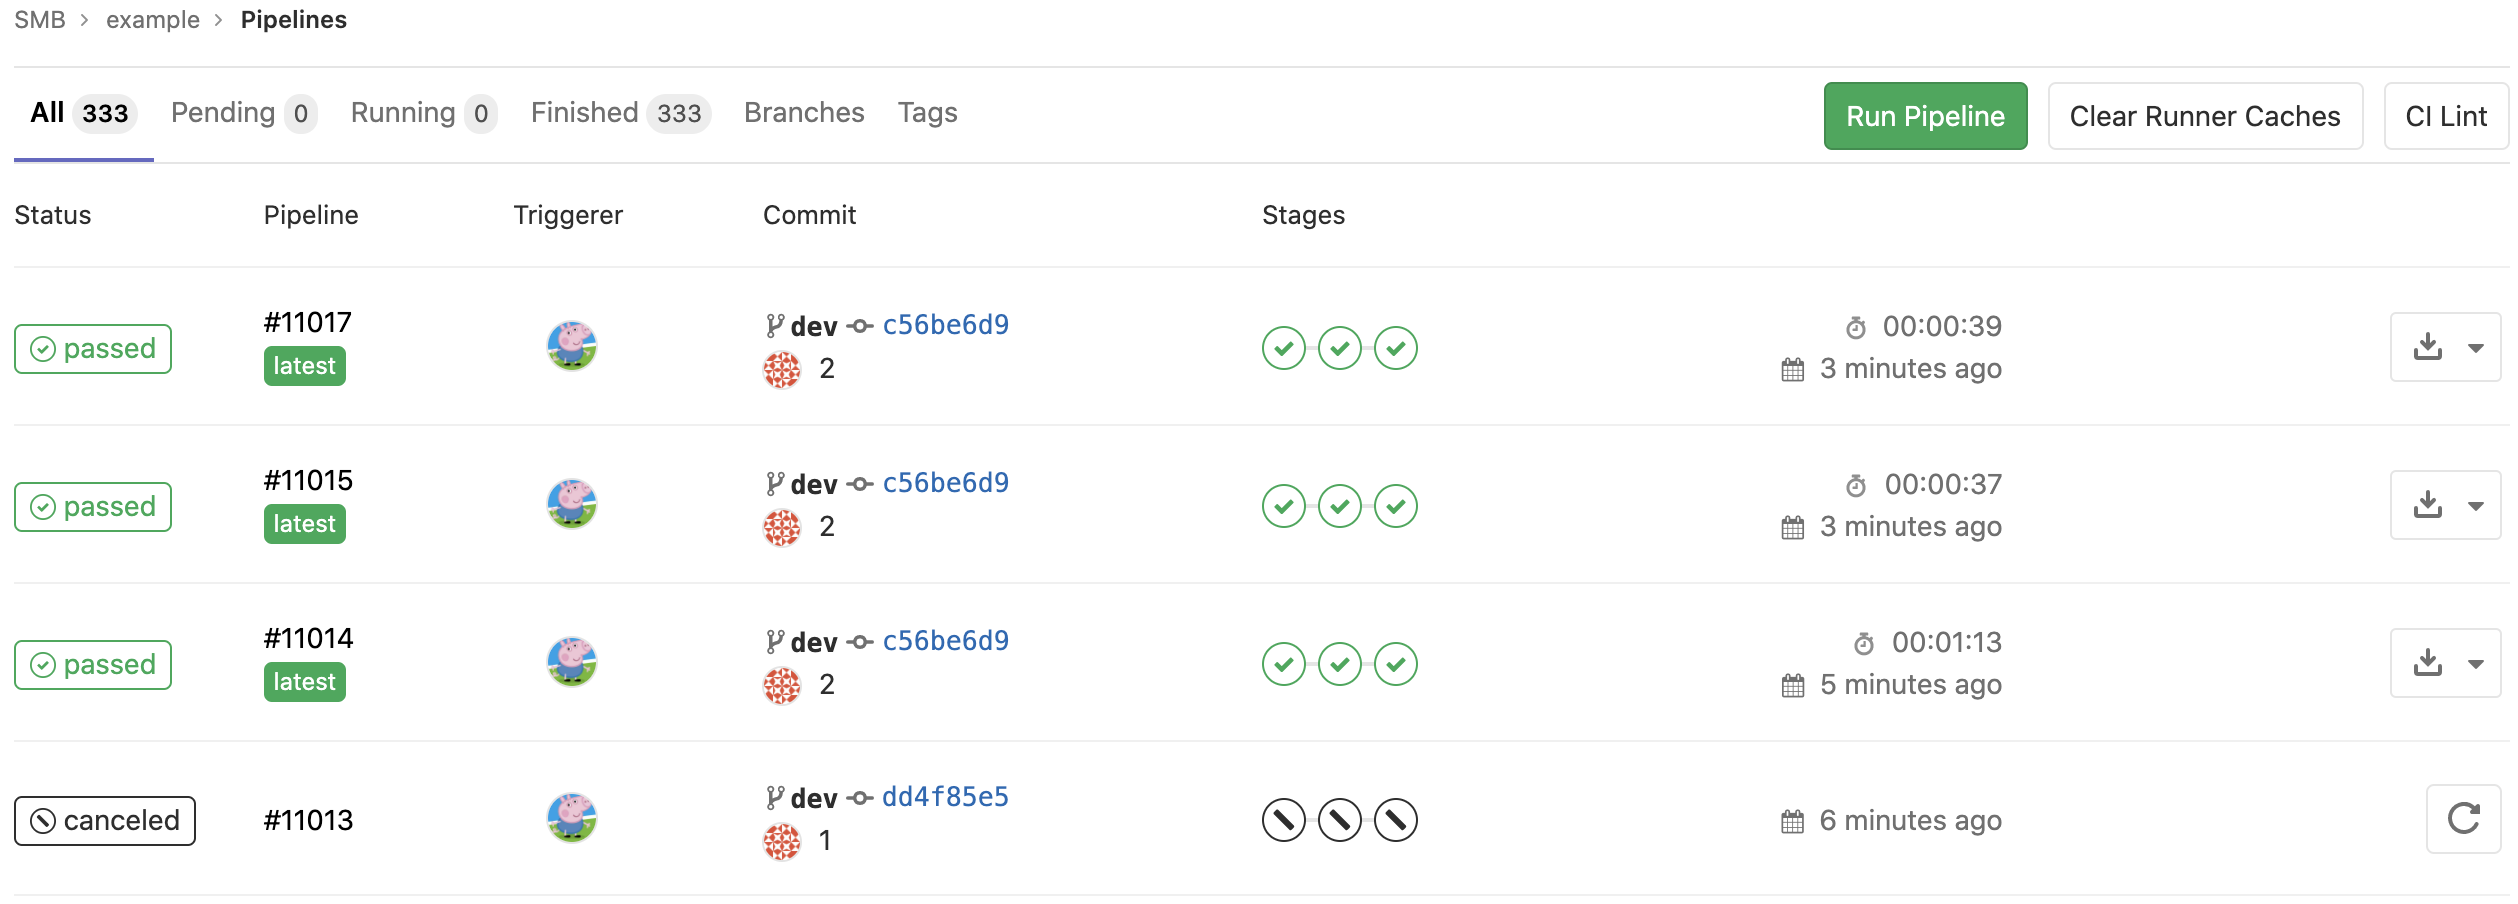 SMB > example > Pipelines
All 333 Pending 0 Running 0 Finished 333 Branches Tags Run Pipeline Clear Runner Caches CI Lint
Status Pipeline Triggerer Commit Stages
passed #11017 latest dev c56be6d9 2 00:00:39 3 minutes ago
passed #11015 latest dev c56be6d9 2 00:00:37 3 minutes ago
passed #11014 latest dev c56be6d9 2 00:01:13 5 minutes ago
canceled #11013 dev dd4f85e5 1 6 minutes ago